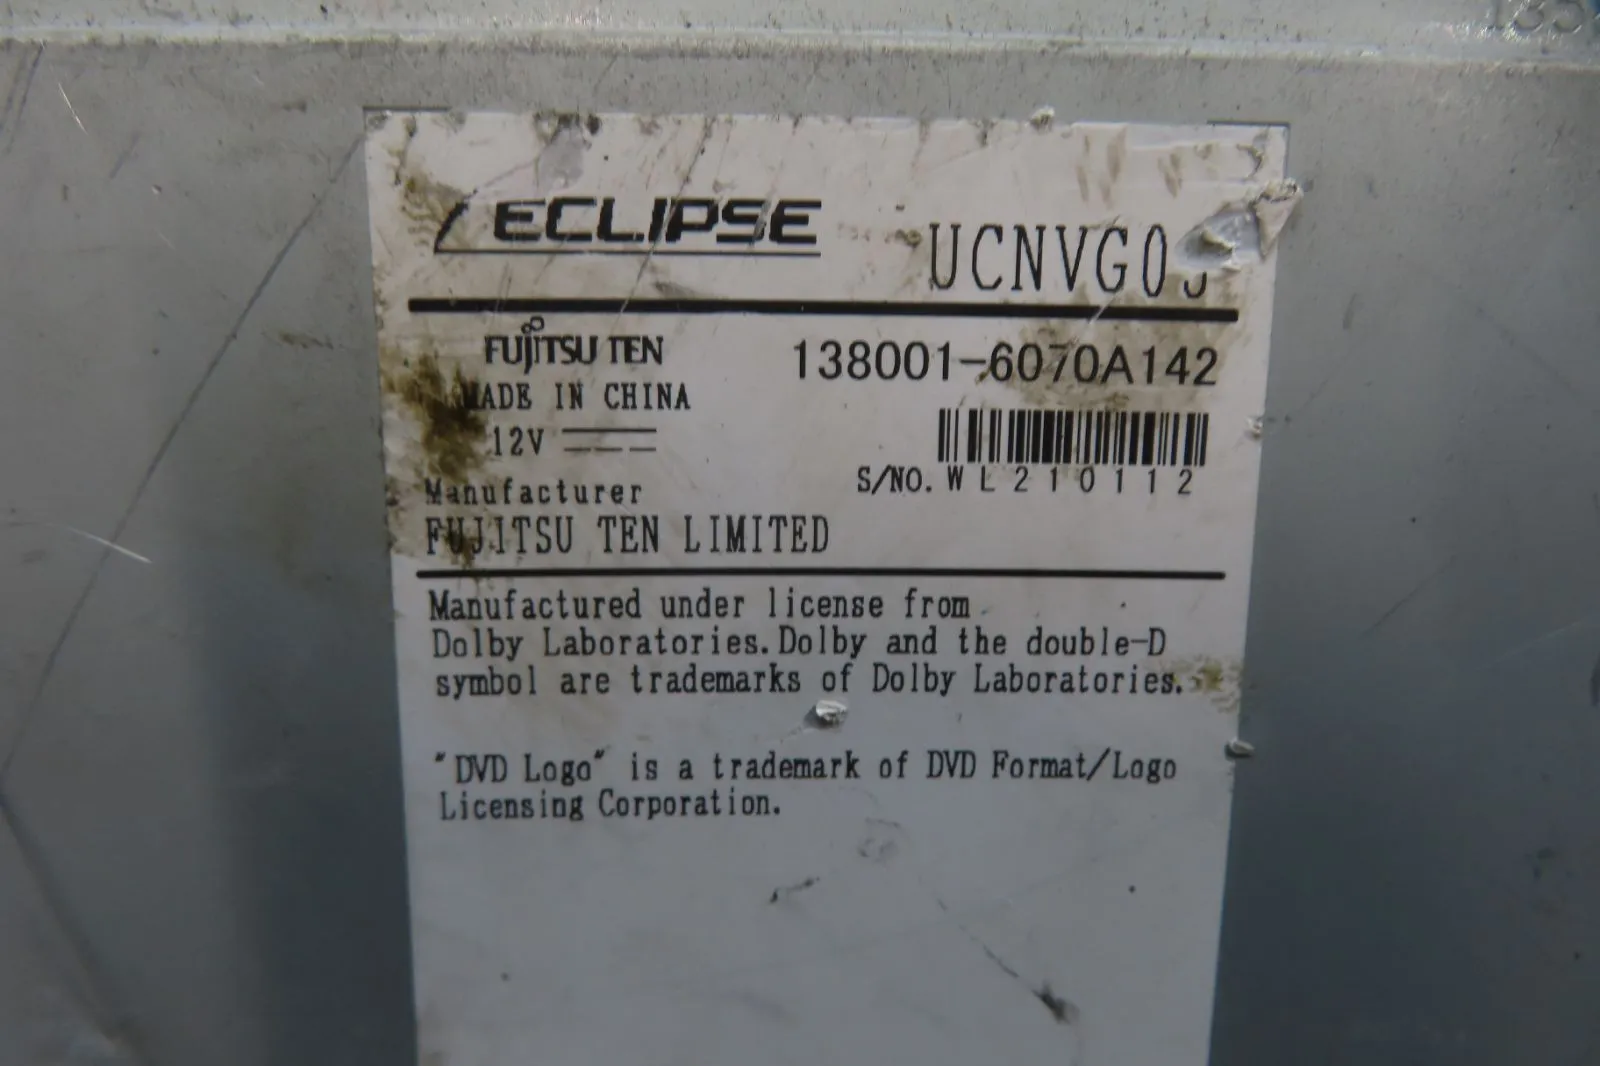 ECLIPSE
FUJITSU TEN
138001-6070A142
MADE IN CHINA
12V
S/NO. WL210112
Manufacturer
FUJITSU TEN LIMITED
Manufactured under license from
Dolby Laboratories. Dolby and the double-D
symbol are trademarks of Dolby Laboratories.
"DVD Logo" is a trademark of DVD Format/Logo
Licensing Corporation.